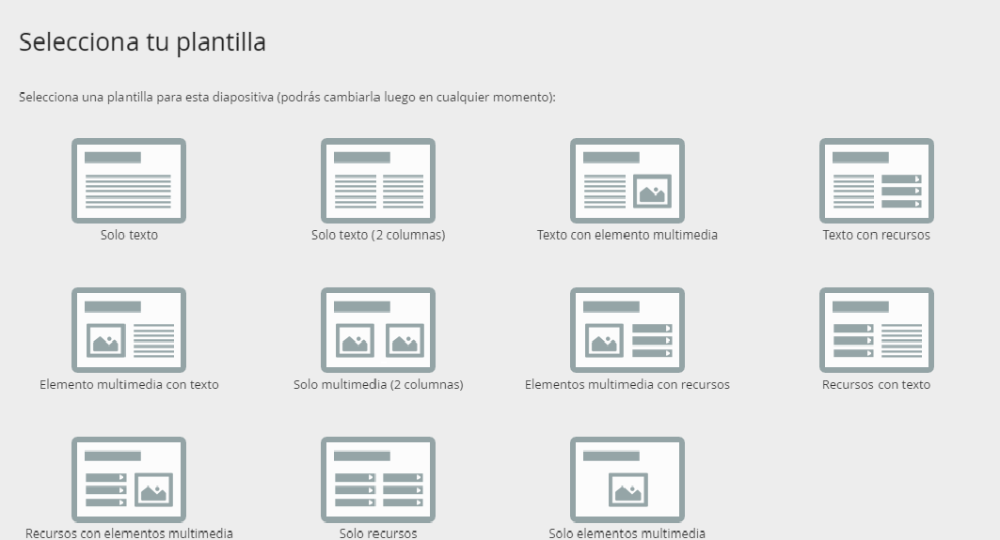 Selecciona tu plantilla
Selecciona una plantilla para esta diapositiva (podrás cambiarla luego en cualquier momento):
Solo texto
Solo texto (2 columnas)
Texto con elemento multimedia
Texto con recursos
Elemento multimedia con texto
Solo multimedia (2 columnas)
Elementos multimedia con recursos
Recursos con texto
Recursos con elementos multimedia
Solo recursos
Solo elementos multimedia